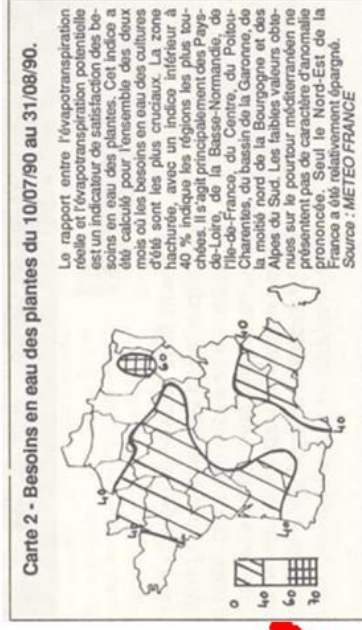 Carte 2 - Besoins en eau des plantes du 10/07/90 au 31/08/90.
Le rapport entre l'évapotranspiration
réelle et l'évapotranspiration potentielle
est un indicateur de satisfaction des be-
soins en eau des plantes. Cet indice a
été calculé pour l'ensemble des deux
mois où les besoins en eau des cultures
d'été sont les plus cruciaux. La zone
hachurée, avec un indice inférieur à
40 % indique les régions les plus tou-
chées. Il s'agit principalement des Pays-
de-Loire, de la Basse-Normandie, de
l'Ile-de-France, du Centre, du Poitou-
Charentes, du bassin de la Garonne, de
la moitié nord de la Bourgogne et des
Alpes du Sud. Les faibles valeurs obte-
nues sur le pourtour méditerranéen ne
présentent pas de caractère d'anomalie
prononcée. Seul le Nord-Est de la
France a été relativement épargné.
Source : METEO FRANCE
40
40
60
40
40
40
0
40
60
70